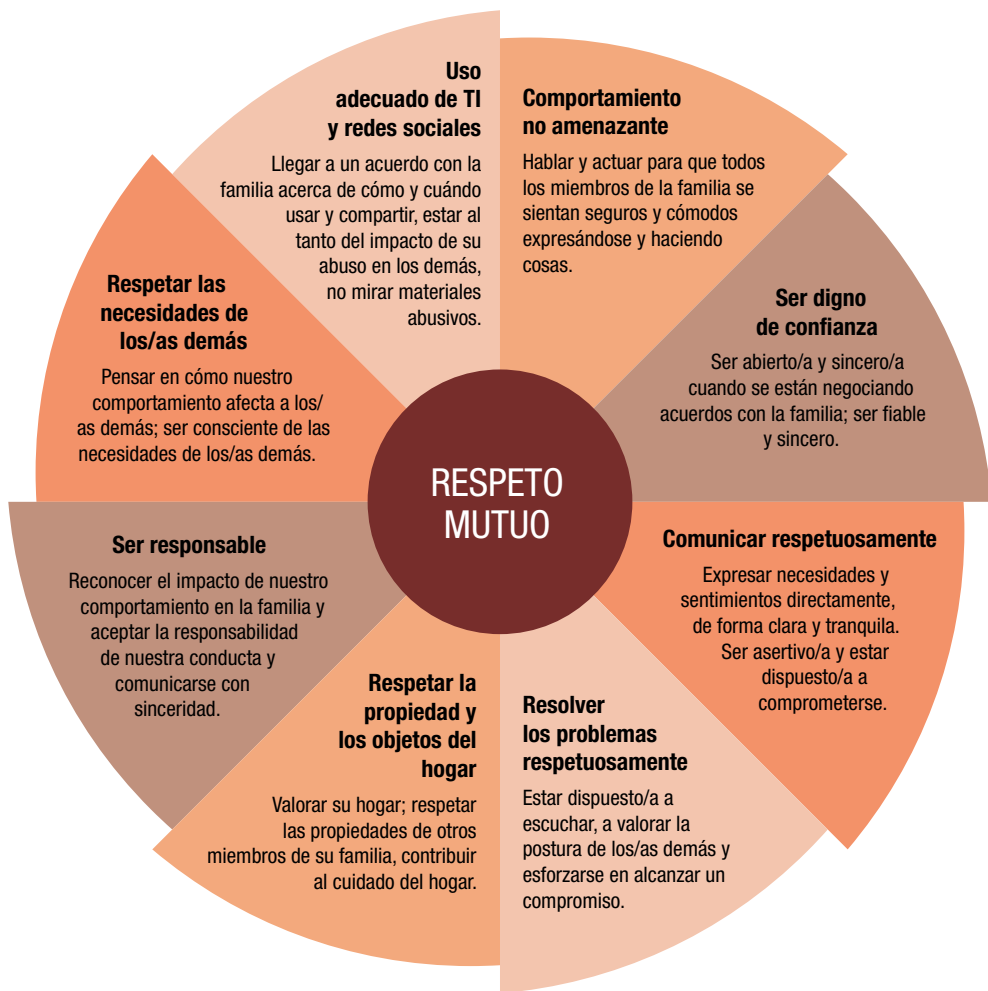 Uso
adecuado de TI
y redes sociales
Llegar a un acuerdo con la
familia acerca de cómo y cuándo
usar y compartir, estar al
tanto del impacto de su
abuso en los demás,
no mirar materiales
abusivos.
Comportamiento
no amenazante
Hablar y actuar para que todos
los miembros de la familia se
sientan seguros y cómodos
expresándose y haciendo
cosas.
Ser digno
de confianza
Ser abierto/a y sincero/a
cuando se están negociando
acuerdos con la familia; ser fiable
y sincero.
Comunicar respetuosamente
Expresar necesidades y
sentimientos directamente,
de forma clara y tranquila.
Ser asertivo/a y estar
dispuesto/a a
comprometerse.
Resolver
los problemas
respetuosamente
Estar dispuesto/a a
escuchar, a valorar la
postura de los/as demás y
esforzarse en alcanzar un
compromiso.
Respetar la
propiedad y
los objetos del
hogar
Valorar su hogar; respetar
las propiedades de otros
miembros de su familia, contribuir
al cuidado del hogar.
Ser responsable
Reconocer el impacto de nuestro
comportamiento en la familia y
aceptar la responsabilidad
de nuestra conducta y
comunicarse con
sinceridad.
Respetar las
necesidades de
los/as demás
Pensar en cómo nuestro
comportamiento afecta a los/
as demás; ser consciente de las
necesidades de los/as demás.
RESPETO
MUTUO